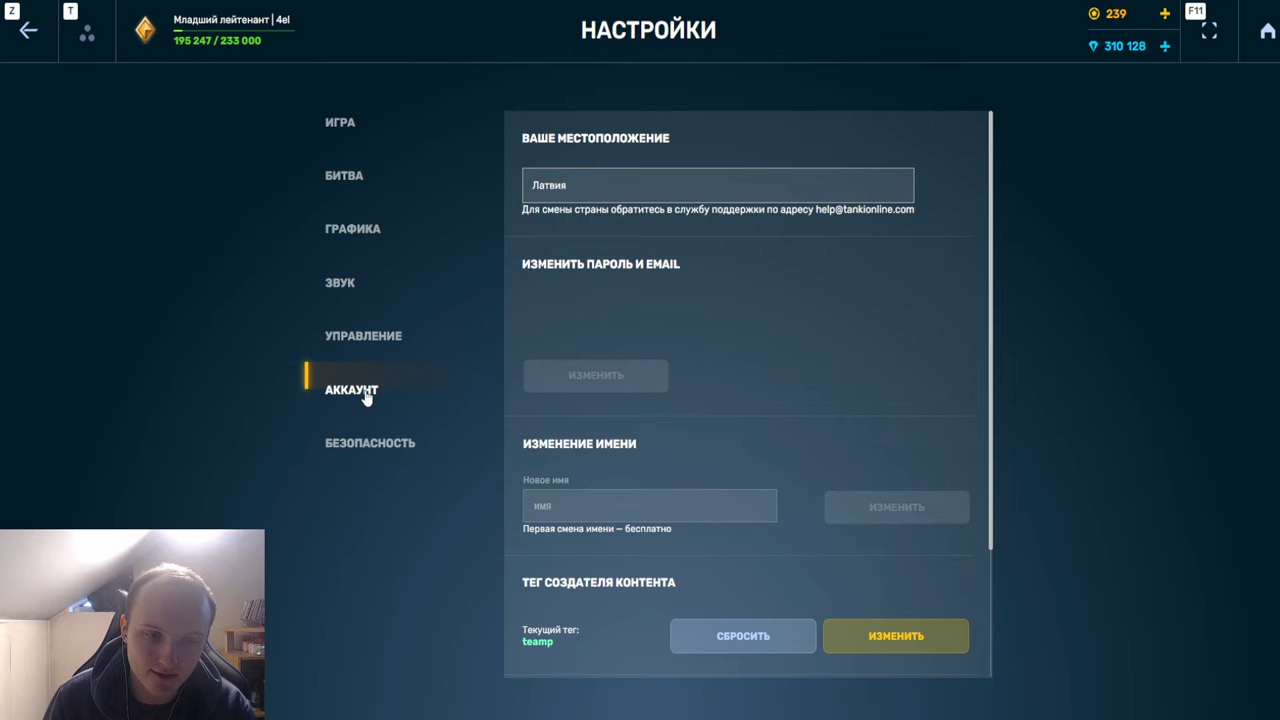 Z
T
Младший лейтенант | 4el
195 247 / 233 000
НАСТРОЙКИ
239
310 128
F11
ИГРА
БИТВА
ГРАФИКА
ЗВУК
УПРАВЛЕНИЕ
АККАУНТ
БЕЗОПАСНОСТЬ
ВАШЕ МЕСТОПОЛОЖЕНИЕ
Латвия
Для смены страны обратитесь в службу поддержки по адресу help@tankionline.com
ИЗМЕНИТЬ ПАРОЛЬ И EMAIL
ИЗМЕНИТЬ
ИЗМЕНЕНИЕ ИМЕНИ
Новое имя
имя
ИЗМЕНИТЬ
Первая смена имени — бесплатно
ТЕГ СОЗДАТЕЛЯ КОНТЕНТА
Текущий тег:
teamp
СБРОСИТЬ
ИЗМЕНИТЬ